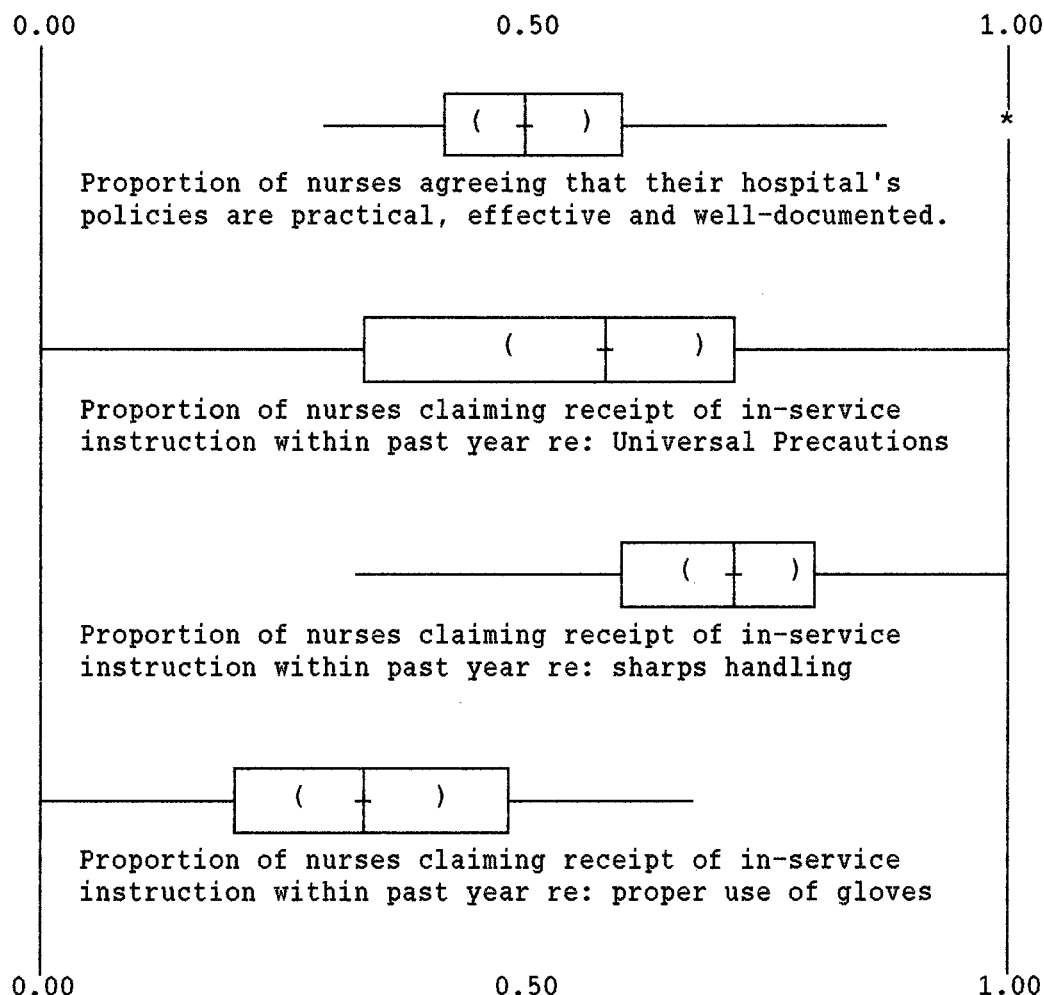 0.00 0.50 1.00
( ) *
Proportion of nurses agreeing that their hospital's
policies are practical, effective and well-documented.
( )
Proportion of nurses claiming receipt of in-service
instruction within past year re: Universal Precautions
( )
Proportion of nurses claiming receipt of in-service
instruction within past year re: sharps handling
( )
Proportion of nurses claiming receipt of in-service
instruction within past year re: proper use of gloves
0.00 0.50 1.00